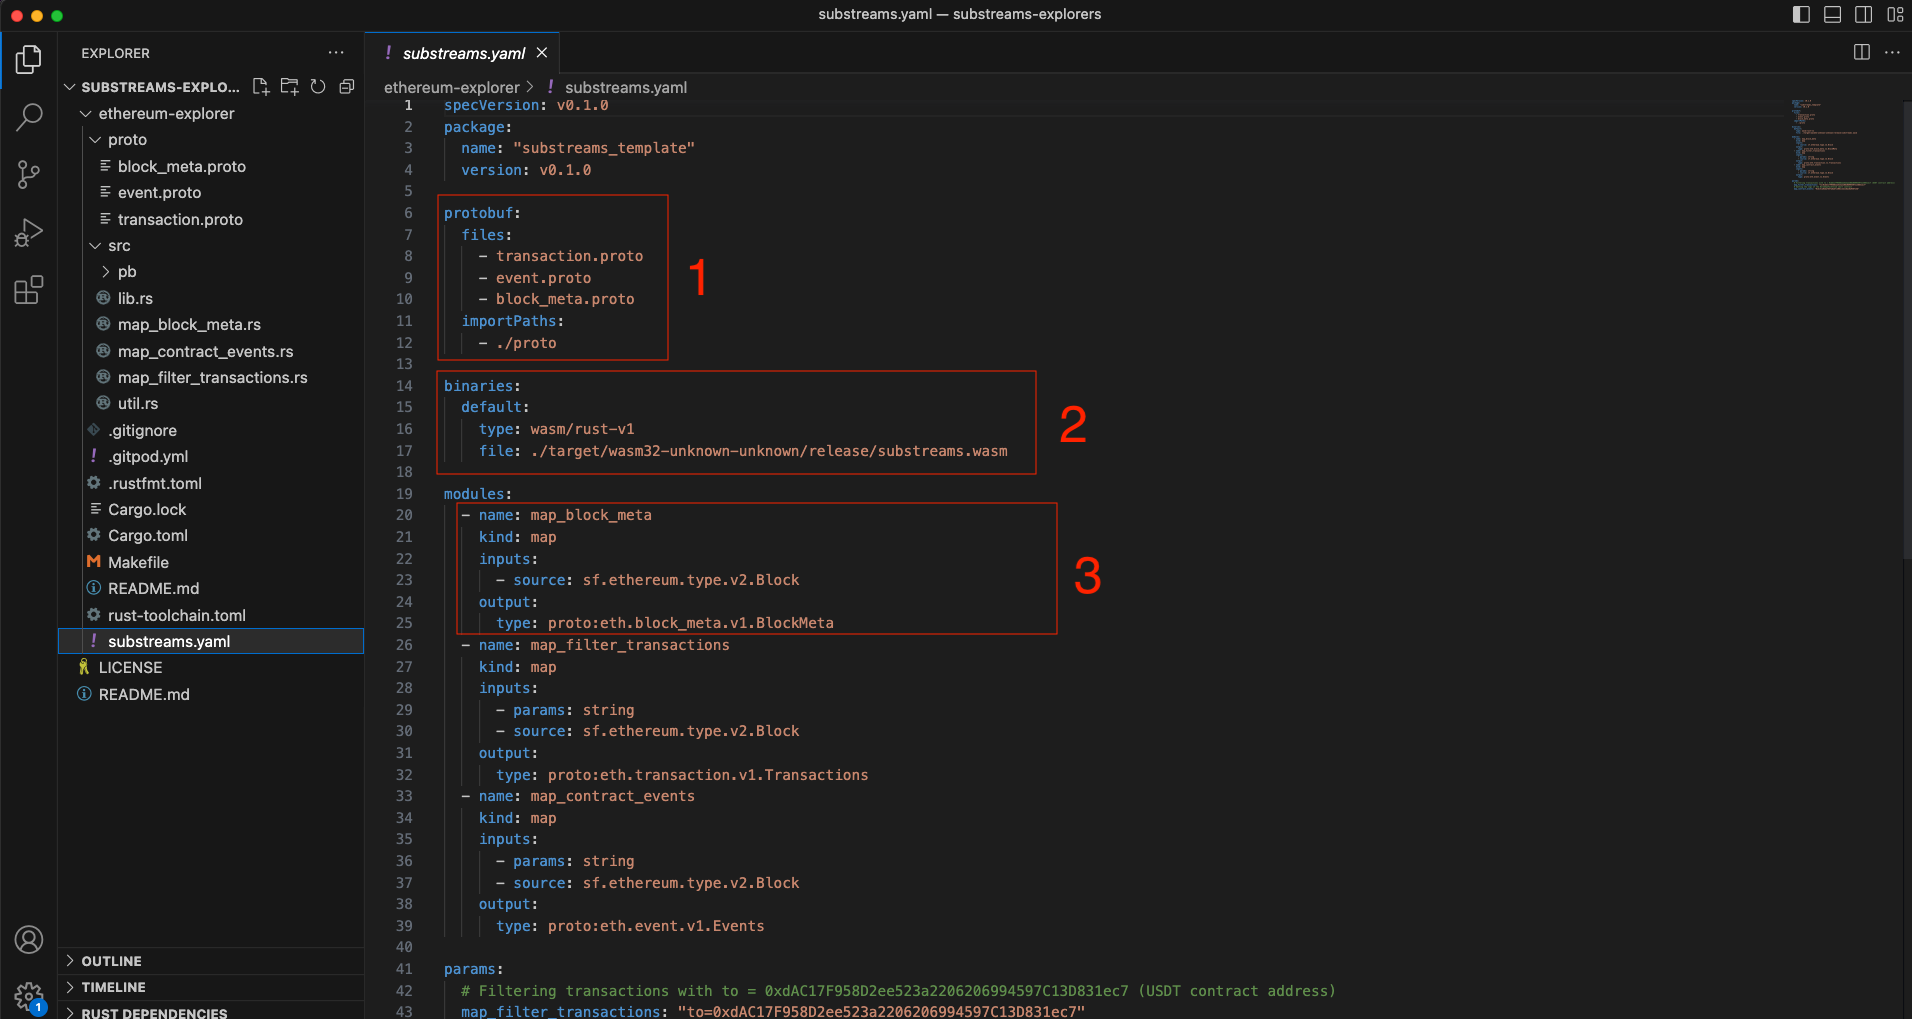 substreams.yaml — substreams-explorers
EXPLORER
SUBSTREAMS-EXPLO...
ethereum-explorer
proto
block_meta.proto
event.proto
transaction.proto
src
pb
lib.rs
map_block_meta.rs
map_contract_events.rs
map_filter_transactions.rs
util.rs
.gitignore
! .gitpod.yml
.rustfmt.toml
Cargo.lock
Cargo.toml
M Makefile
README.md
rust-toolchain.toml
! substreams.yaml
LICENSE
README.md
OUTLINE
TIMELINE
RUST DEPENDENCIES
1
! substreams.yaml
ethereum-explorer > ! substreams.yaml
1 specVersion: v0.1.0
2 package:
3 name: "substreams_template"
4 version: v0.1.0
5
6 protobuf:
7 files:
8 - transaction.proto
9 - event.proto
10 - block_meta.proto
11 importPaths:
12 - ./proto
13
1
14 binaries:
15 default:
16 type: wasm/rust-v1
17 file: ./target/wasm32-unknown-unknown/release/substreams.wasm
18
2
19 modules:
20 - name: map_block_meta
21 kind: map
22 inputs:
23 - source: sf.ethereum.type.v2.Block
24 output:
25 type: proto:eth.block_meta.v1.BlockMeta
3
26 - name: map_filter_transactions
27 kind: map
28 inputs:
29 - params: string
30 - source: sf.ethereum.type.v2.Block
31 output:
32 type: proto:eth.transaction.v1.Transactions
33 - name: map_contract_events
34 kind: map
35 inputs:
36 - params: string
37 - source: sf.ethereum.type.v2.Block
38 output:
39 type: proto:eth.event.v1.Events
40
41 params:
42 # Filtering transactions with to = 0xdAC17F958D2ee523a2206206994597C13D831ec7 (USDT contract address)
43 map_filter_transactions: "to=0xdAC17F958D2ee523a2206206994597C13D831ec7"